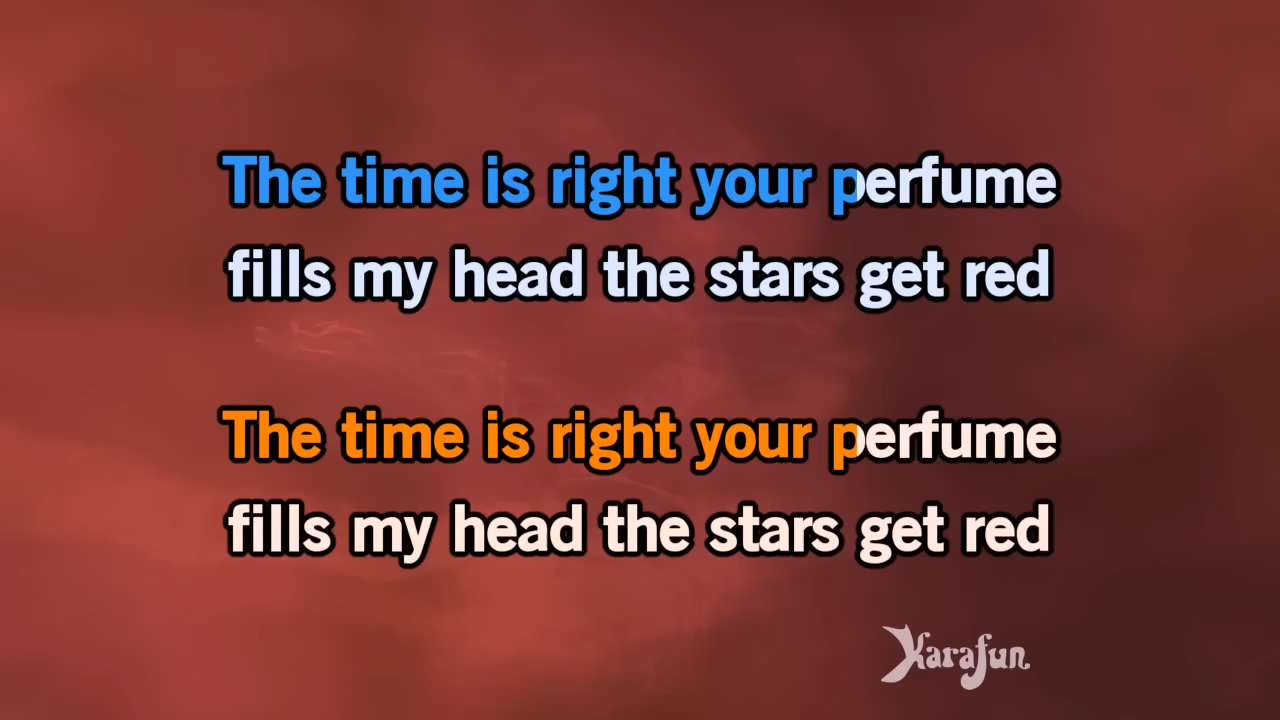 The time is right your perfume
fills my head the stars get red
The time is right your perfume
fills my head the stars get red
Karafun